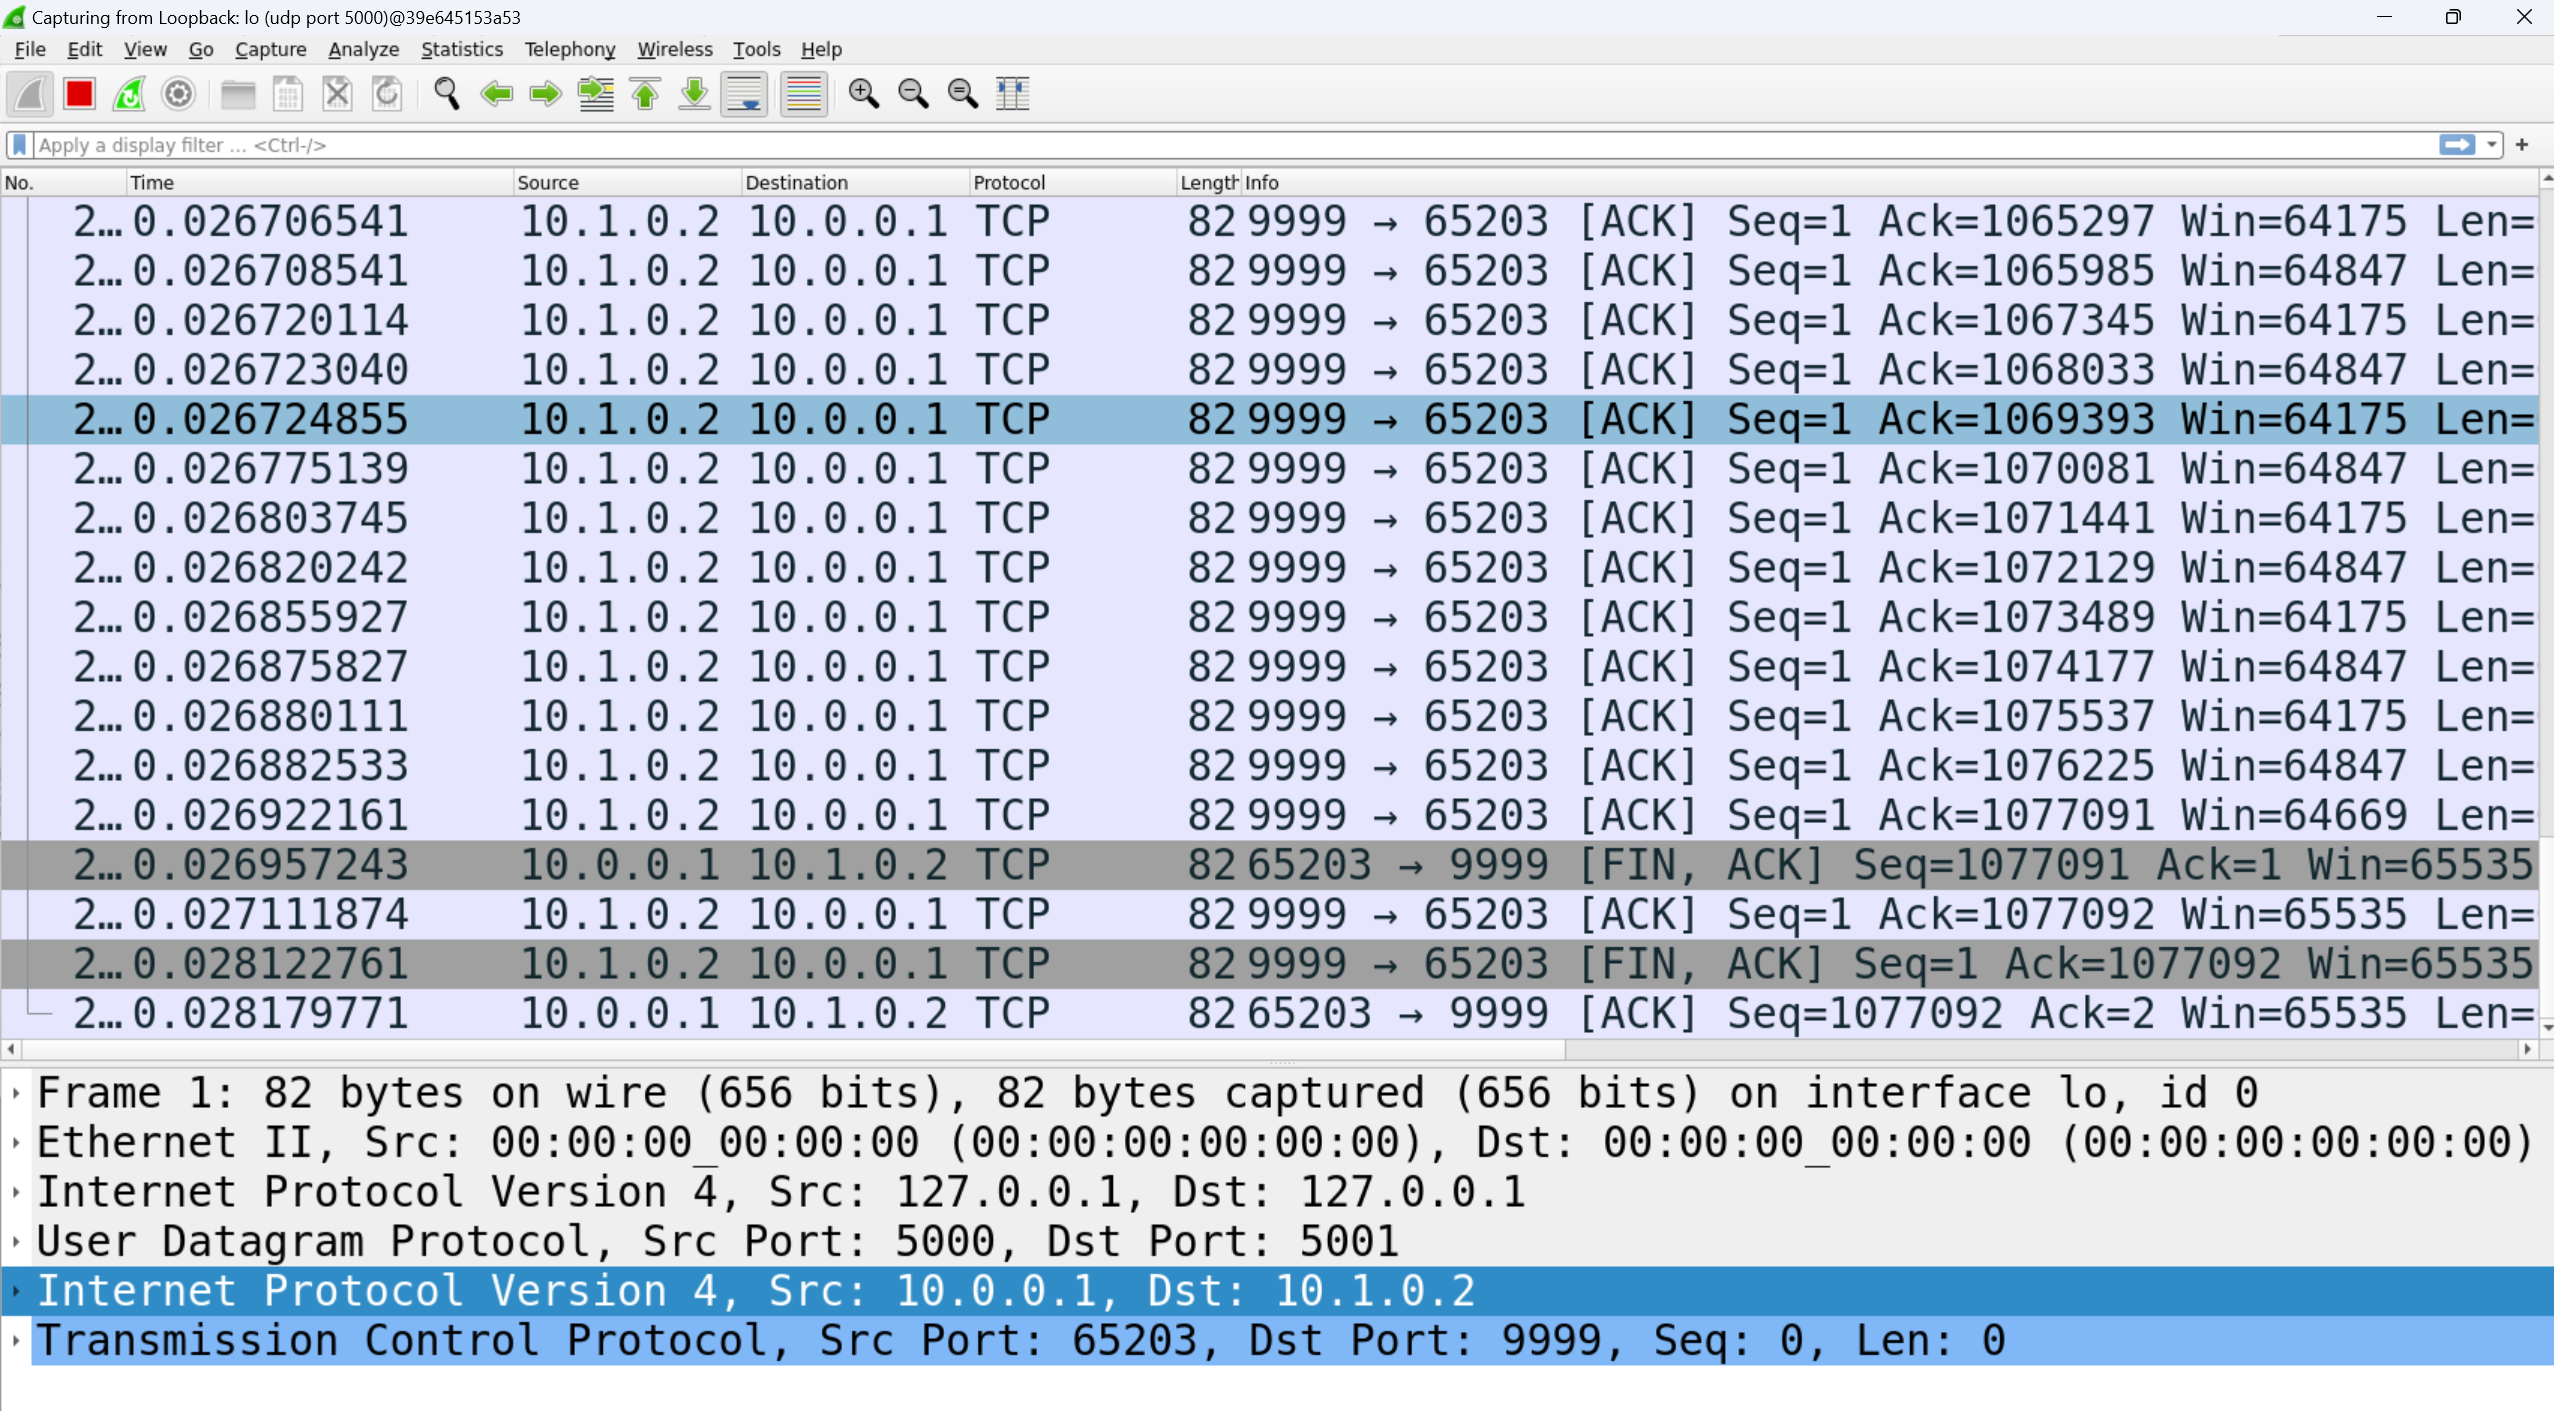 Capturing from Loopback: lo (udp port 5000)@39e645153a53
File Edit View Go Capture Analyze Statistics Telephony Wireless Tools Help
Apply a display filter ... <Ctrl-/>
No. Time Source Destination Protocol Length Info
2... 0.026706541 10.1.0.2 10.0.0.1 TCP 82 9999 → 65203 [ACK] Seq=1 Ack=1065297 Win=64175 Len=
2... 0.026708541 10.1.0.2 10.0.0.1 TCP 82 9999 → 65203 [ACK] Seq=1 Ack=1065985 Win=64847 Len=
2... 0.026720114 10.1.0.2 10.0.0.1 TCP 82 9999 → 65203 [ACK] Seq=1 Ack=1067345 Win=64175 Len=
2... 0.026723040 10.1.0.2 10.0.0.1 TCP 82 9999 → 65203 [ACK] Seq=1 Ack=1068033 Win=64847 Len=
2... 0.026724855 10.1.0.2 10.0.0.1 TCP 82 9999 → 65203 [ACK] Seq=1 Ack=1069393 Win=64175 Len=
2... 0.026775139 10.1.0.2 10.0.0.1 TCP 82 9999 → 65203 [ACK] Seq=1 Ack=1070081 Win=64847 Len=
2... 0.026803745 10.1.0.2 10.0.0.1 TCP 82 9999 → 65203 [ACK] Seq=1 Ack=1071441 Win=64175 Len=
2... 0.026820242 10.1.0.2 10.0.0.1 TCP 82 9999 → 65203 [ACK] Seq=1 Ack=1072129 Win=64847 Len=
2... 0.026855927 10.1.0.2 10.0.0.1 TCP 82 9999 → 65203 [ACK] Seq=1 Ack=1073489 Win=64175 Len=
2... 0.026875827 10.1.0.2 10.0.0.1 TCP 82 9999 → 65203 [ACK] Seq=1 Ack=1074177 Win=64847 Len=
2... 0.026880111 10.1.0.2 10.0.0.1 TCP 82 9999 → 65203 [ACK] Seq=1 Ack=1075537 Win=64175 Len=
2... 0.026882533 10.1.0.2 10.0.0.1 TCP 82 9999 → 65203 [ACK] Seq=1 Ack=1076225 Win=64847 Len=
2... 0.026922161 10.1.0.2 10.0.0.1 TCP 82 9999 → 65203 [ACK] Seq=1 Ack=1077091 Win=64669 Len=
2... 0.026957243 10.0.0.1 10.1.0.2 TCP 82 65203 → 9999 [FIN, ACK] Seq=1077091 Ack=1 Win=65535
2... 0.027111874 10.1.0.2 10.0.0.1 TCP 82 9999 → 65203 [ACK] Seq=1 Ack=1077092 Win=65535 Len=
2... 0.028122761 10.1.0.2 10.0.0.1 TCP 82 9999 → 65203 [FIN, ACK] Seq=1 Ack=1077092 Win=65535
2... 0.028179771 10.0.0.1 10.1.0.2 TCP 82 65203 → 9999 [ACK] Seq=1077092 Ack=2 Win=65535 Len=
Frame 1: 82 bytes on wire (656 bits), 82 bytes captured (656 bits) on interface lo, id 0
Ethernet II, Src: 00:00:00_00:00:00 (00:00:00:00:00:00), Dst: 00:00:00_00:00:00 (00:00:00:00:00:00)
Internet Protocol Version 4, Src: 127.0.0.1, Dst: 127.0.0.1
User Datagram Protocol, Src Port: 5000, Dst Port: 5001
Internet Protocol Version 4, Src: 10.0.0.1, Dst: 10.1.0.2
Transmission Control Protocol, Src Port: 65203, Dst Port: 9999, Seq: 0, Len: 0